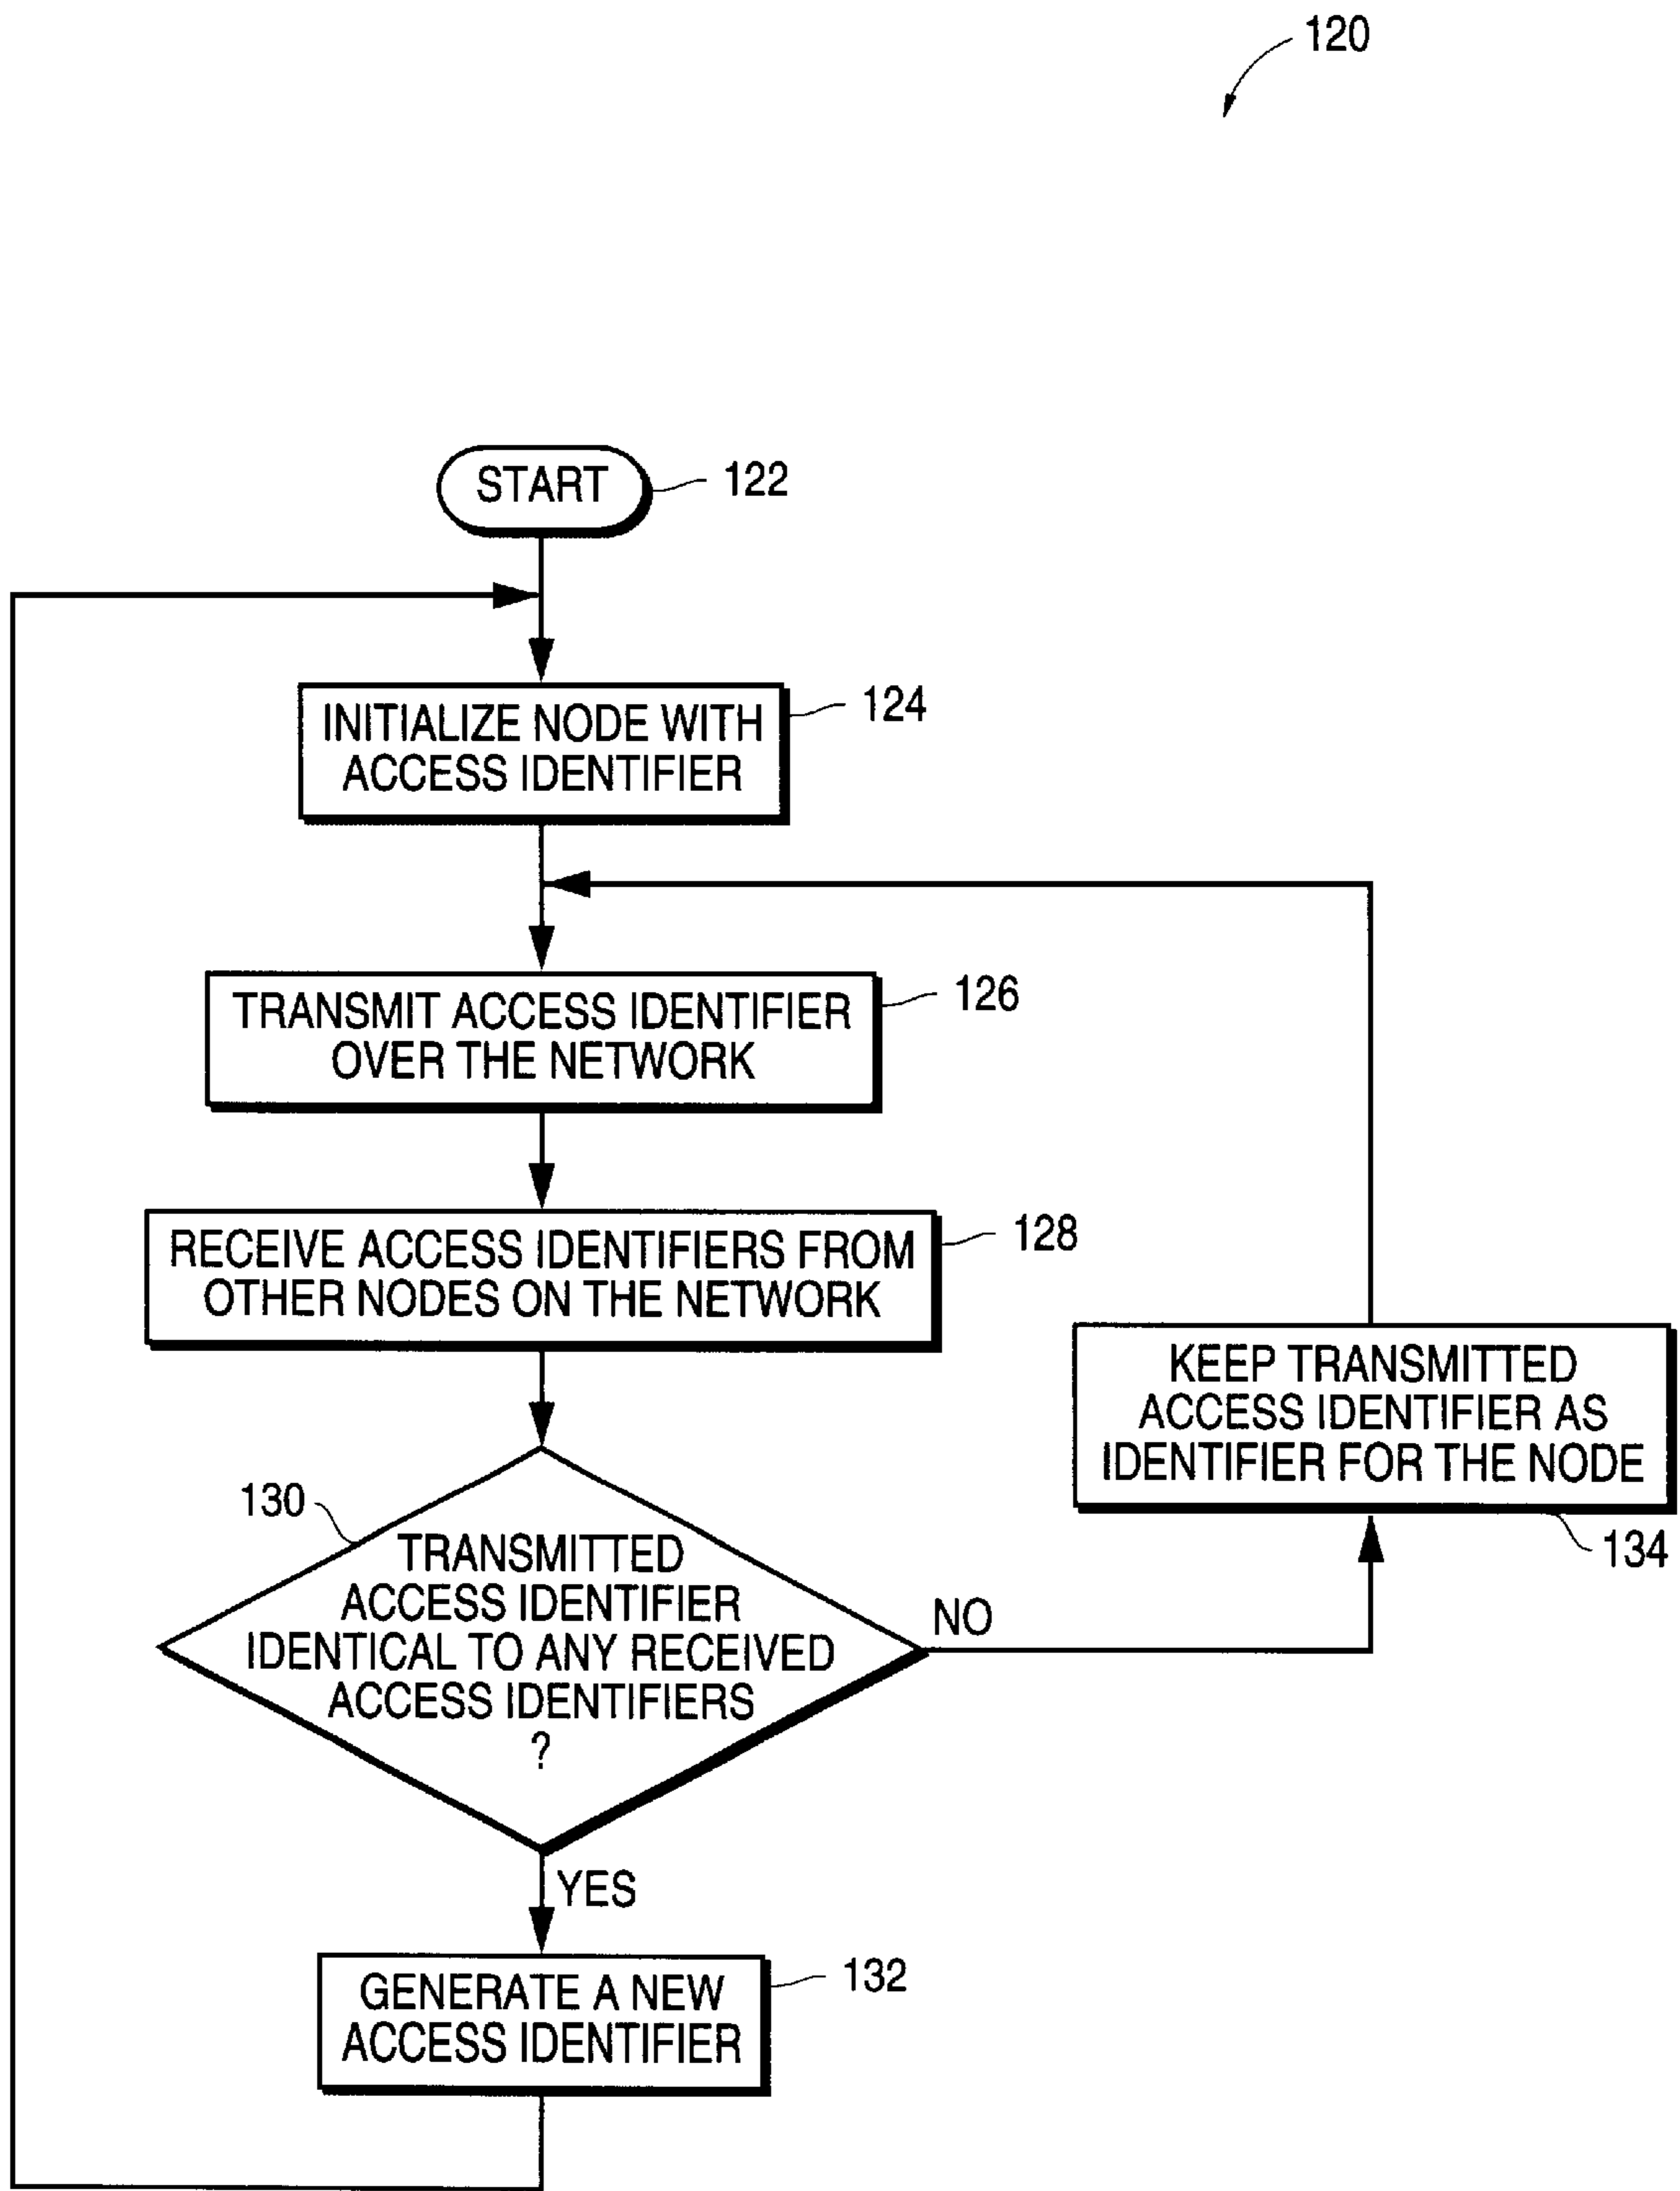 120
START
122
INITIALIZE NODE WITH
ACCESS IDENTIFIER
124
TRANSMIT ACCESS IDENTIFIER
OVER THE NETWORK
126
RECEIVE ACCESS IDENTIFIERS FROM
OTHER NODES ON THE NETWORK
128
KEEP TRANSMITTED
ACCESS IDENTIFIER AS
IDENTIFIER FOR THE NODE
134
130
TRANSMITTED
ACCESS IDENTIFIER
IDENTICAL TO ANY RECEIVED
ACCESS IDENTIFIERS
?
NO
YES
GENERATE A NEW
ACCESS IDENTIFIER
132